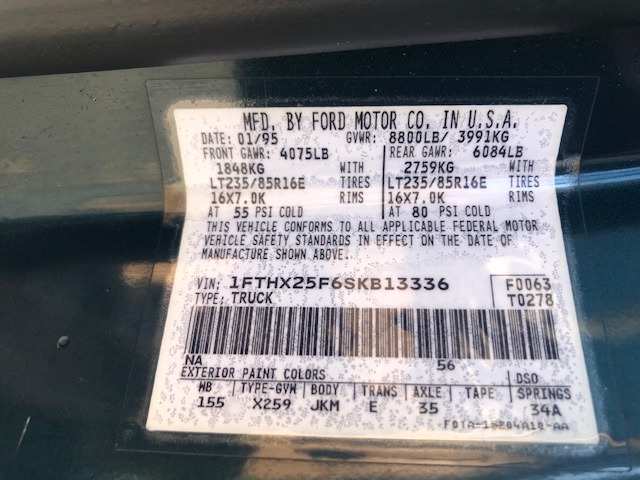 MFD. BY FORD MOTOR CO. IN U.S.A.
DATE: 01/95 GVWR: 8800LB/ 3991KG
FRONT GAWR: 4075LB REAR GAWR: 6084LB
1848KG WITH 2759KG WITH
LT235/85R16E TIRES LT235/85R16E TIRES
16X7.0K RIMS 16X7.0K RIMS
AT 55 PSI COLD AT 80 PSI COLD
THIS VEHICLE CONFORMS TO ALL APPLICABLE FEDERAL MOTOR
VEHICLE SAFETY STANDARDS IN EFFECT ON THE DATE OF
MANUFACTURE SHOWN ABOVE.
VIN: 1FTHX25F6SKB13336 F0063
TYPE: TRUCK T0278
NA 56
EXTERIOR PAINT COLORS DSO
WB TYPE-GVW BODY TRANS AXLE TAPE SPRINGS
155 X259 JKM E 35 34A